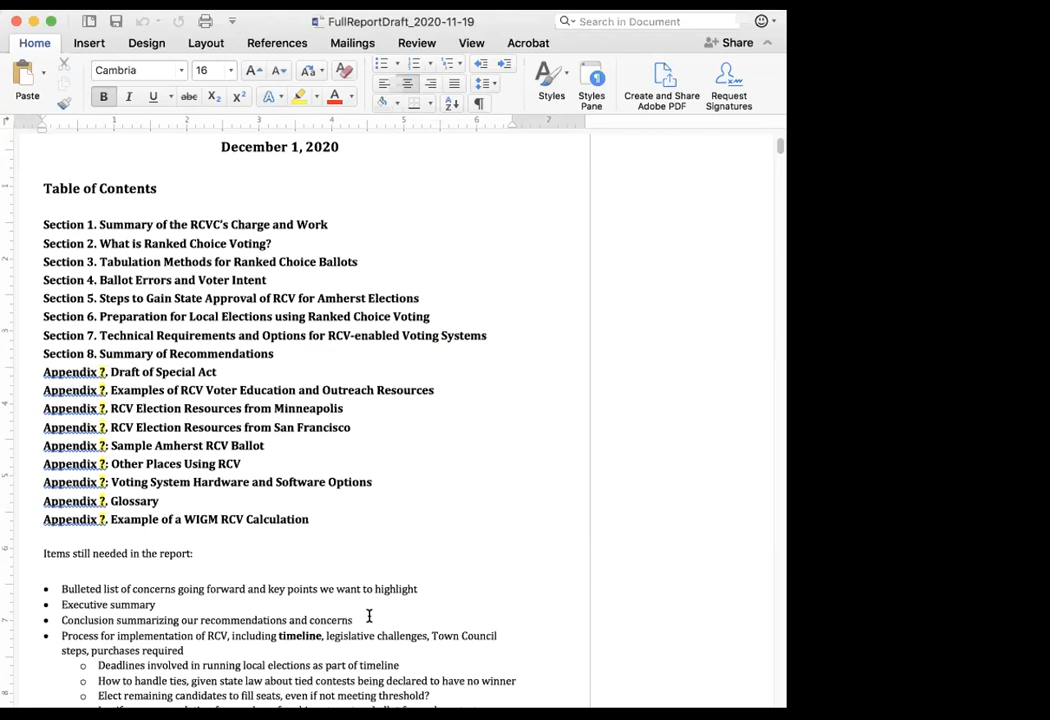 FullReportDraft_2020-11-19
Search in Document
Home Insert Design Layout References Mailings Review View Acrobat Share
Paste Cambria 16 Styles Styles Pane Create and Share Adobe PDF Request Signatures
1 2 3 4 5 6 7
December 1, 2020
Table of Contents
Section 1. Summary of the RCVC's Charge and Work
Section 2. What is Ranked Choice Voting?
Section 3. Tabulation Methods for Ranked Choice Ballots
Section 4. Ballot Errors and Voter Intent
Section 5. Steps to Gain State Approval of RCV for Amherst Elections
Section 6. Preparation for Local Elections using Ranked Choice Voting
Section 7. Technical Requirements and Options for RCV-enabled Voting Systems
Section 8. Summary of Recommendations
Appendix ?. Draft of Special Act
Appendix ?. Examples of RCV Voter Education and Outreach Resources
Appendix ?. RCV Election Resources from Minneapolis
Appendix ?. RCV Election Resources from San Francisco
Appendix ?: Sample Amherst RCV Ballot
Appendix ?: Other Places Using RCV
Appendix ?: Voting System Hardware and Software Options
Appendix ?. Glossary
Appendix ?. Example of a WIGM RCV Calculation
Items still needed in the report:
• Bulleted list of concerns going forward and key points we want to highlight
• Executive summary
• Conclusion summarizing our recommendations and concerns
• Process for implementation of RCV, including timeline, legislative challenges, Town Council
steps, purchases required
o Deadlines involved in running local elections as part of timeline
o How to handle ties, given state law about tied contests being declared to have no winner
o Elect remaining candidates to fill seats, even if not meeting threshold?